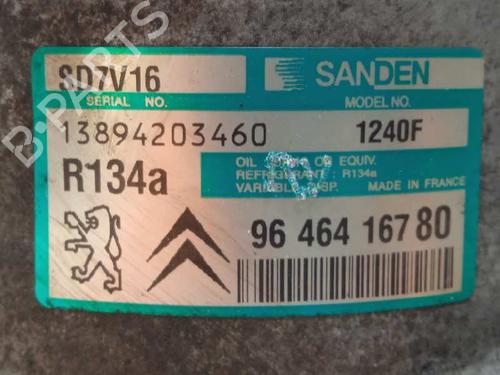 B-PARTS
SD7V16
SANDEN
SERIAL NO.
MODEL NO.
13894203460
1240F
R134a
OIL OR EQUIV.
REFRIGERANT : R134a
VARIABLE DISP. MADE IN FRANCE
96 464 167 80